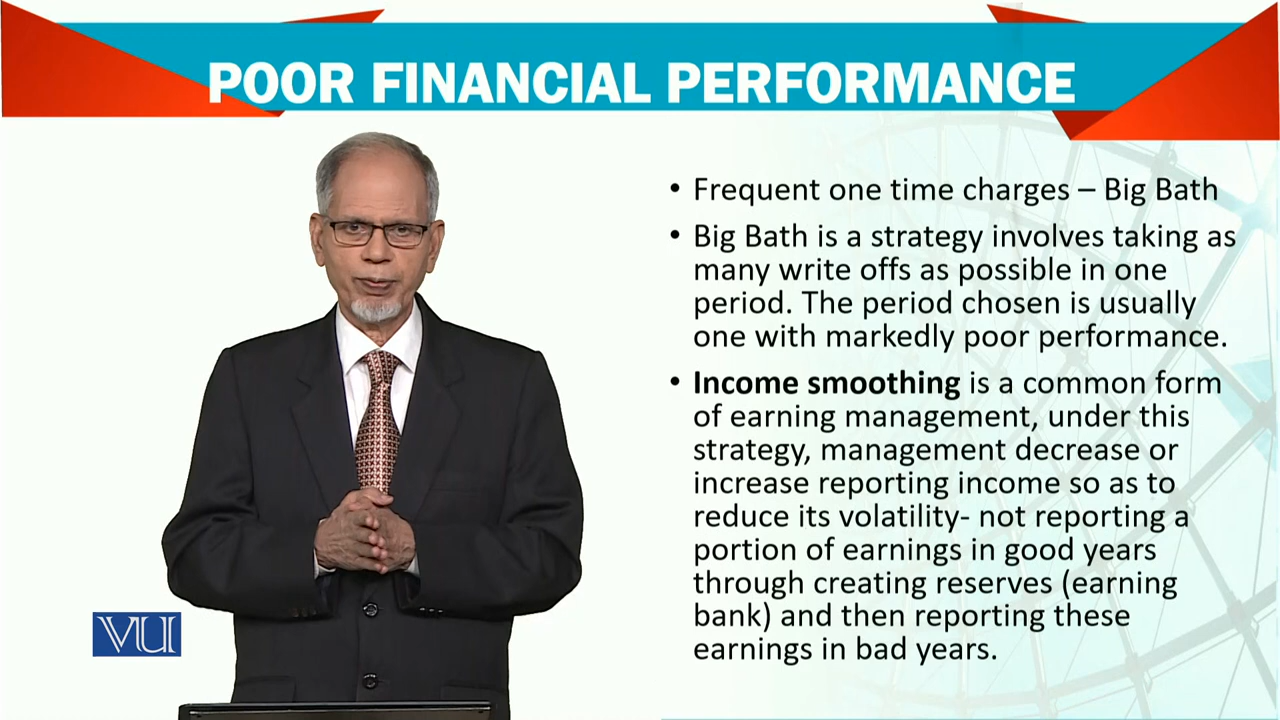 POOR FINANCIAL PERFORMANCE
• Frequent one time charges – Big Bath
• Big Bath is a strategy involves taking as
many write offs as possible in one
period. The period chosen is usually
one with markedly poor performance.
• Income smoothing is a common form
of earning management, under this
strategy, management decrease or
increase reporting income so as to
reduce its volatility- not reporting a
portion of earnings in good years
through creating reserves (earning
bank) and then reporting these
earnings in bad years.
VU